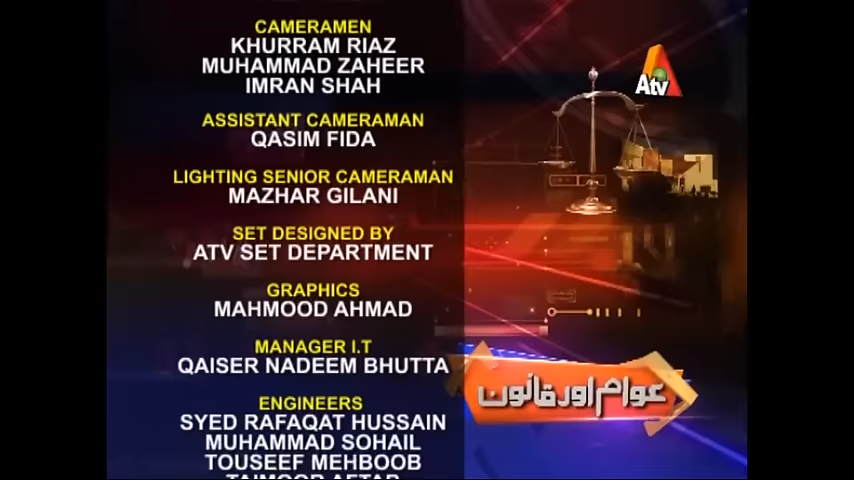 CAMERAMEN
KHURRAM RIAZ
MUHAMMAD ZAHEER
IMRAN SHAH
ASSISTANT CAMERAMAN
QASIM FIDA
LIGHTING SENIOR CAMERAMAN
MAZHAR GILANI
SET DESIGNED BY
ATV SET DEPARTMENT
GRAPHICS
MAHMOOD AHMAD
MANAGER I.T
QAISER NADEEM BHUTTA
ENGINEERS
SYED RAFAQAT HUSSAIN
MUHAMMAD SOHAIL
TOUSEEF MEHBOOB
TAIMOOR AFTAB
Atv
عوام اور قانون